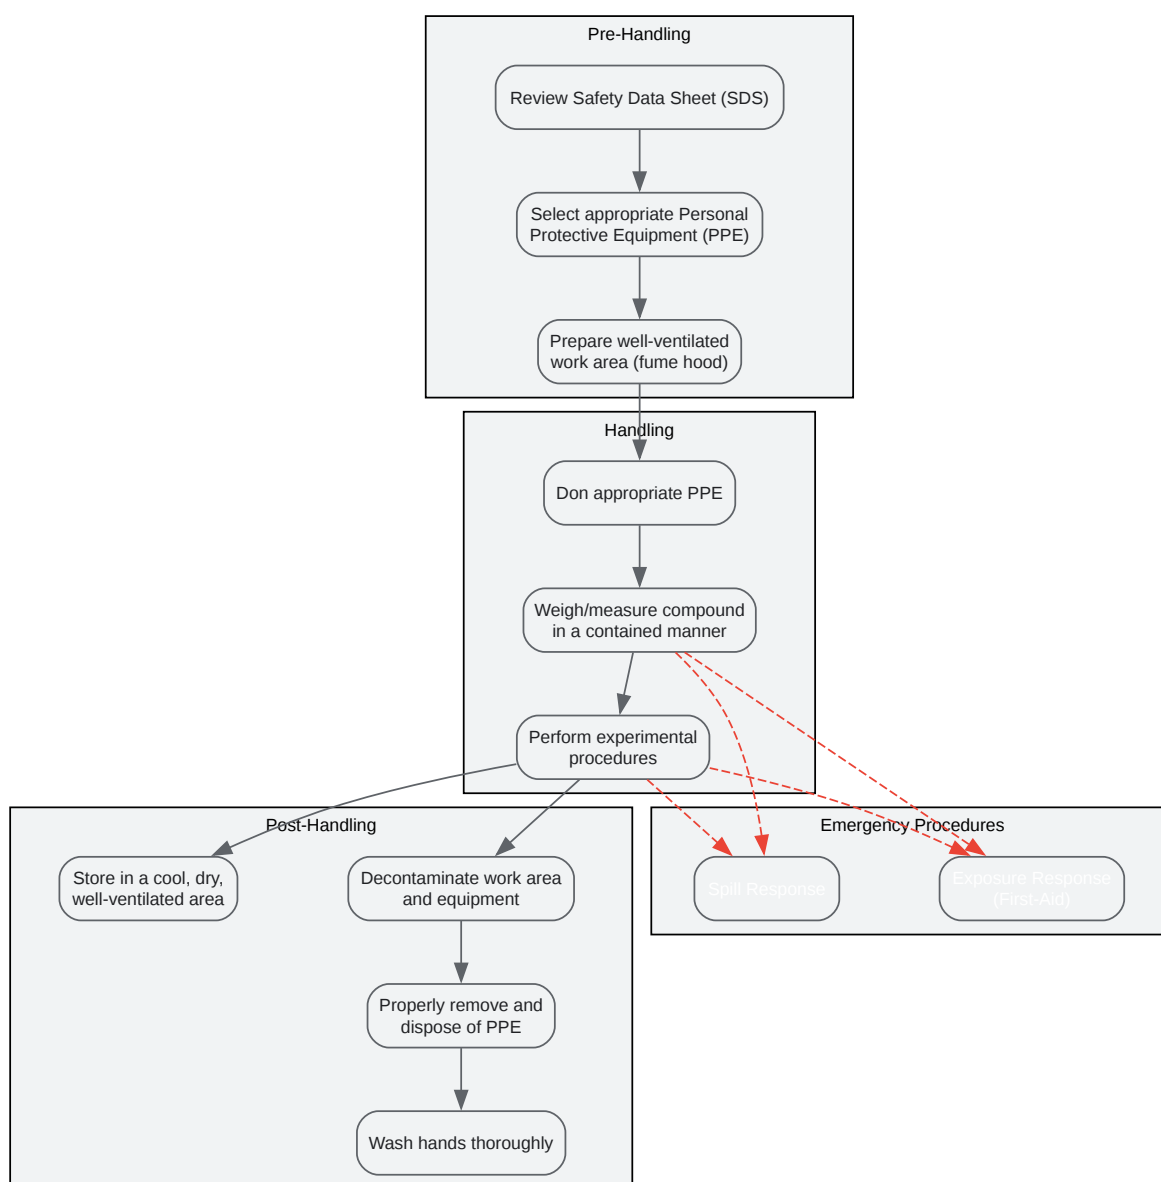 Pre-Handling
Review Safety Data Sheet (SDS)
Select appropriate Personal
Protective Equipment (PPE)
Prepare well-ventilated
work area (fume hood)
Handling
Don appropriate PPE
Weigh/measure compound
in a contained manner
Perform experimental
procedures
Post-Handling
Store in a cool, dry,
well-ventilated area
Decontaminate work area
and equipment
Properly remove and
dispose of PPE
Wash hands thoroughly
Emergency Procedures
Spill Response
Exposure Response
(First-Aid)